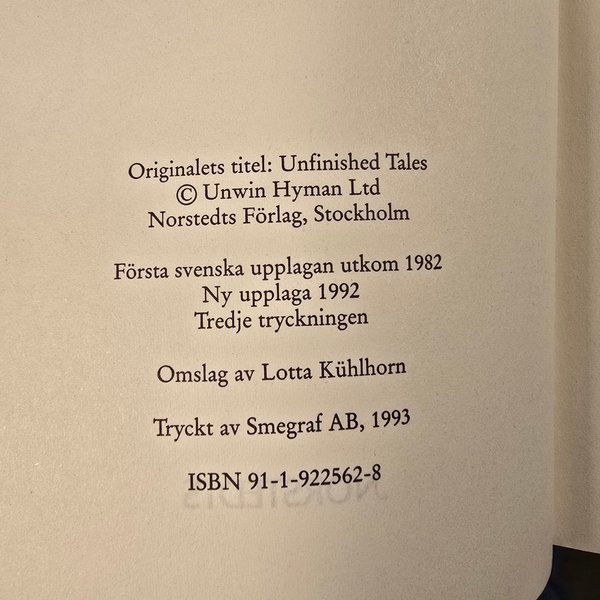 Originalets titel: Unfinished Tales
© Unwin Hyman Ltd
Norstedts Förlag, Stockholm
Första svenska upplagan utkom 1982
Ny upplaga 1992
Tredje tryckningen
Omslag av Lotta Kühlhorn
Tryckt av Smegraf AB, 1993
ISBN 91-1-922562-8